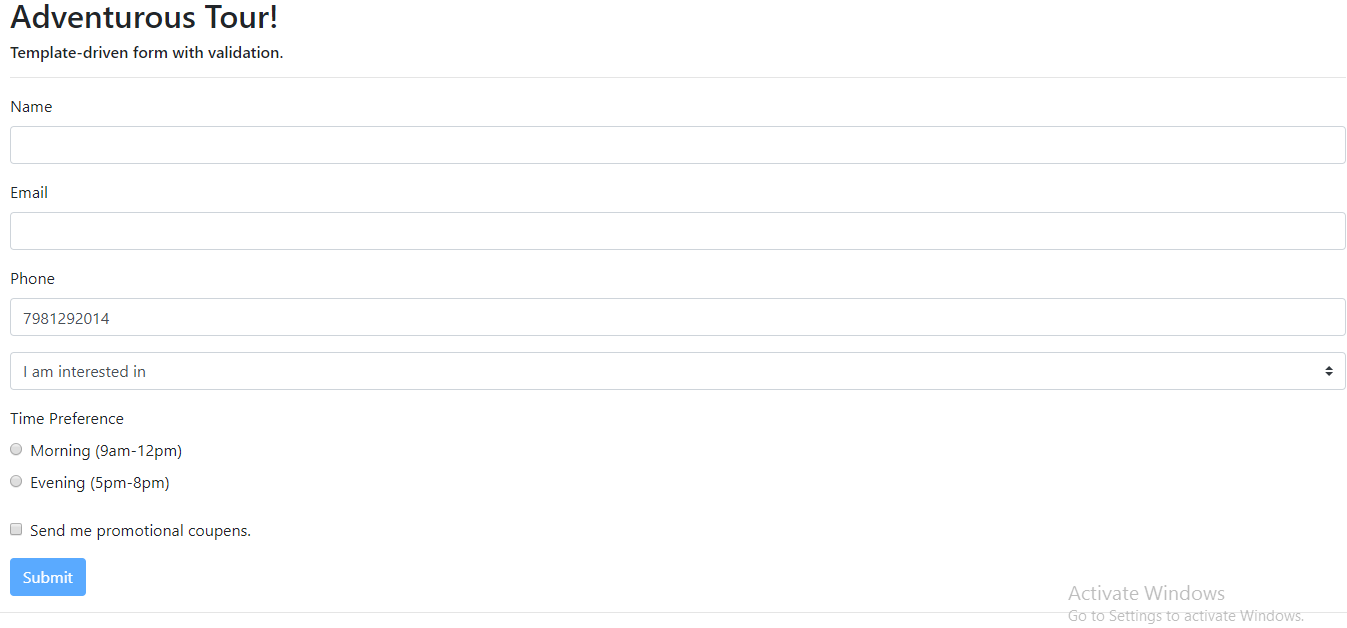 Adventurous Tour!
Template-driven form with validation.
Name
Email
Phone
7981292014
I am interested in
Time Preference
Morning (9am-12pm)
Evening (5pm-8pm)
Send me promotional coupens.
Submit
Activate Windows
Go to Settings to activate Windows.